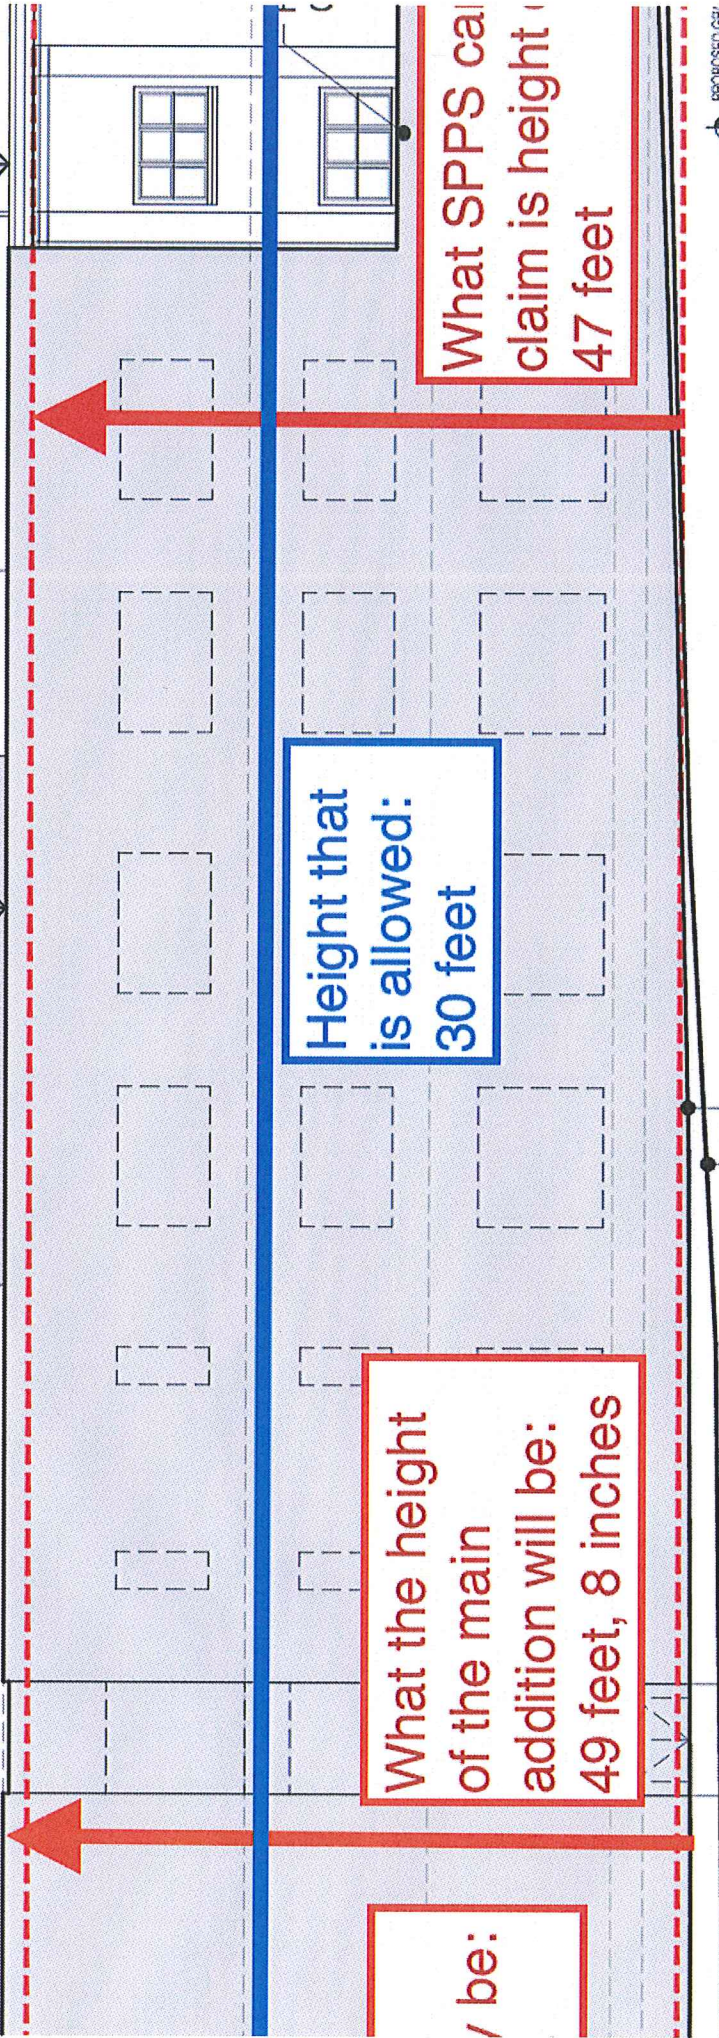 be:
What the height
of the main
addition will be:
49 feet, 8 inches
Height that
is allowed:
30 feet
What SPPS
claim is height
47 feet
PROPOSED